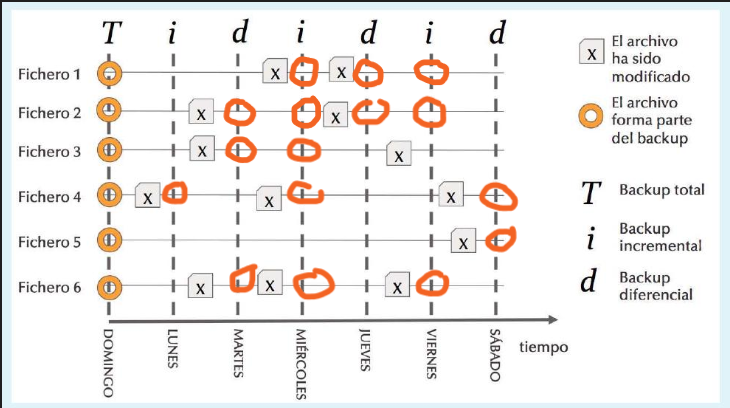 T i d i d i d
Fichero 1 x x
Fichero 2 x x
Fichero 3 x x
Fichero 4 x x x
Fichero 5 x
Fichero 6 x x x
DOMINGO
LUNES
MARTES
MIÉRCOLES
JUEVES
VIERNES
SÁBADO
tiempo
x
El archivo
ha sido
modificado
El archivo
forma parte
del backup
T Backup total
i Backup
incremental
d Backup
diferencial